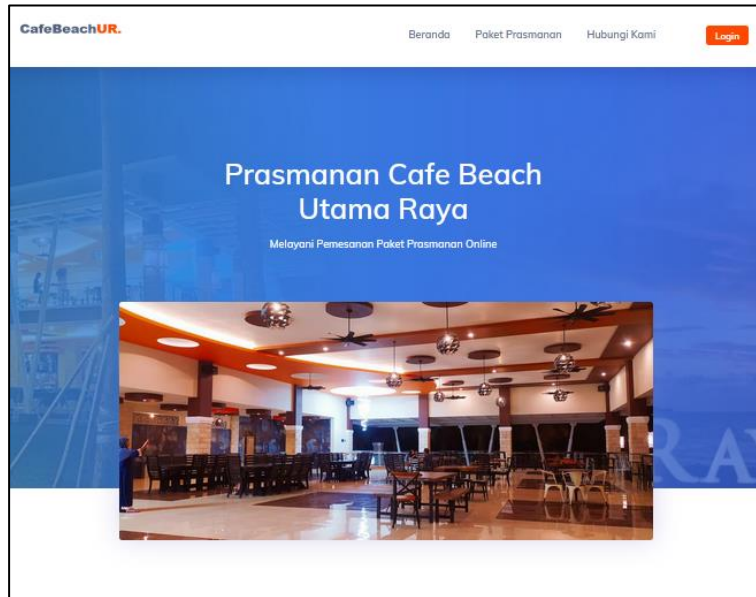 CafeBeachUR.
Beranda
Paket Prasmanan
Hubungi Kami
Login
Prasmanan Cafe Beach
Utama Raya
Melayani Pemesanan Paket Prasmanan Online